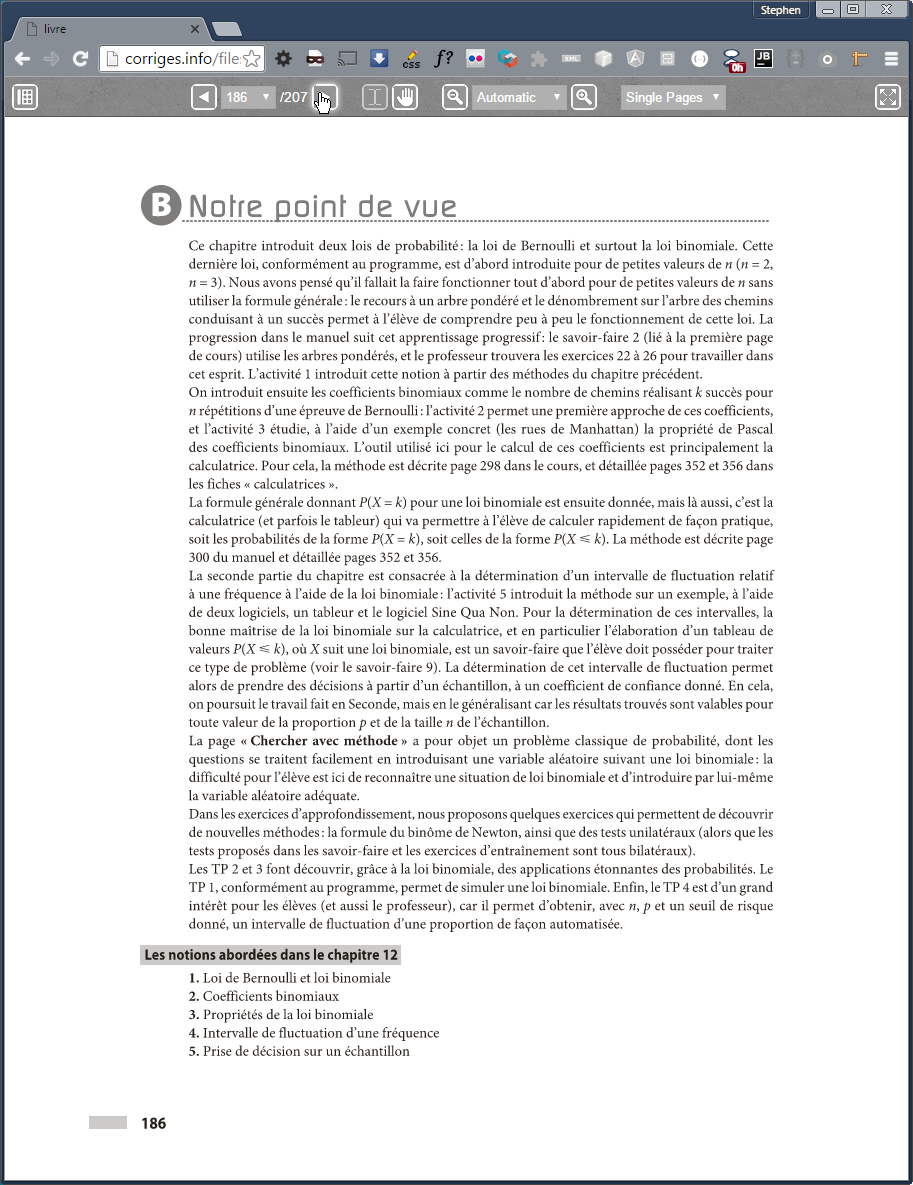 Stephen
livre
corriges.info/file:
css
f?
XML
0h
JB
186
/207
Automatic
Single Pages
B Notre point de vue
Ce chapitre introduit deux lois de probabilité : la loi de Bernoulli et surtout la loi binomiale. Cette
dernière loi, conformément au programme, est d’abord introduite pour de petites valeurs de n (n = 2,
n = 3). Nous avons pensé qu’il fallait la faire fonctionner tout d’abord pour de petites valeurs de n sans
utiliser la formule générale : le recours à un arbre pondéré et le dénombrement sur l’arbre des chemins
conduisant à un succès permet à l’élève de comprendre peu à peu le fonctionnement de cette loi. La
progression dans le manuel suit cet apprentissage progressif : le savoir-faire 2 (lié à la première page
de cours) utilise les arbres pondérés, et le professeur trouvera les exercices 22 à 26 pour travailler dans
cet esprit. L’activité 1 introduit cette notion à partir des méthodes du chapitre précédent.
On introduit ensuite les coefficients binomiaux comme le nombre de chemins réalisant k succès pour
n répétitions d’une épreuve de Bernoulli : l’activité 2 permet une première approche de ces coefficients,
et l’activité 3 étudie, à l’aide d’un exemple concret (les rues de Manhattan) la propriété de Pascal
des coefficients binomiaux. L’outil utilisé ici pour le calcul de ces coefficients est principalement la
calculatrice. Pour cela, la méthode est décrite page 298 dans le cours, et détaillée pages 352 et 356 dans
les fiches « calculatrices ».
La formule générale donnant P(X = k) pour une loi binomiale est ensuite donnée, mais là aussi, c’est la
calculatrice (et parfois le tableur) qui va permettre à l’élève de calculer rapidement de façon pratique,
soit les probabilités de la forme P(X = k), soit celles de la forme P(X ⩽ k). La méthode est décrite page
300 du manuel et détaillée pages 352 et 356.
La seconde partie du chapitre est consacrée à la détermination d’un intervalle de fluctuation relatif
à une fréquence à l’aide de la loi binomiale : l’activité 5 introduit la méthode sur un exemple, à l’aide
de deux logiciels, un tableur et le logiciel Sine Qua Non. Pour la détermination de ces intervalles, la
bonne maîtrise de la loi binomiale sur la calculatrice, et en particulier l’élaboration d’un tableau de
valeurs P(X ⩽ k), où X suit une loi binomiale, est un savoir-faire que l’élève doit posséder pour traiter
ce type de problème (voir le savoir-faire 9). La détermination de cet intervalle de fluctuation permet
alors de prendre des décisions à partir d’un échantillon, à un coefficient de confiance donné. En cela,
on poursuit le travail fait en Seconde, mais en le généralisant car les résultats trouvés sont valables pour
toute valeur de la proportion p et de la taille n de l’échantillon.
La page « Chercher avec méthode » a pour objet un problème classique de probabilité, dont les
questions se traitent facilement en introduisant une variable aléatoire suivant une loi binomiale : la
difficulté pour l’élève est ici de reconnaître une situation de loi binomiale et d’introduire par lui-même
la variable aléatoire adéquate.
Dans les exercices d’approfondissement, nous proposons quelques exercices qui permettent de découvrir
de nouvelles méthodes : la formule du binôme de Newton, ainsi que des tests unilatéraux (alors que les
tests proposés dans les savoir-faire et les exercices d’entraînement sont tous bilatéraux).
Les TP 2 et 3 font découvrir, grâce à la loi binomiale, des applications étonnantes des probabilités. Le
TP 1, conformément au programme, permet de simuler une loi binomiale. Enfin, le TP 4 est d’un grand
intérêt pour les élèves (et aussi le professeur), car il permet d’obtenir, avec n, p et un seuil de risque
donné, un intervalle de fluctuation d’une proportion de façon automatisée.
Les notions abordées dans le chapitre 12
1. Loi de Bernoulli et loi binomiale
2. Coefficients binomiaux
3. Propriétés de la loi binomiale
4. Intervalle de fluctuation d’une fréquence
5. Prise de décision sur un échantillon
186